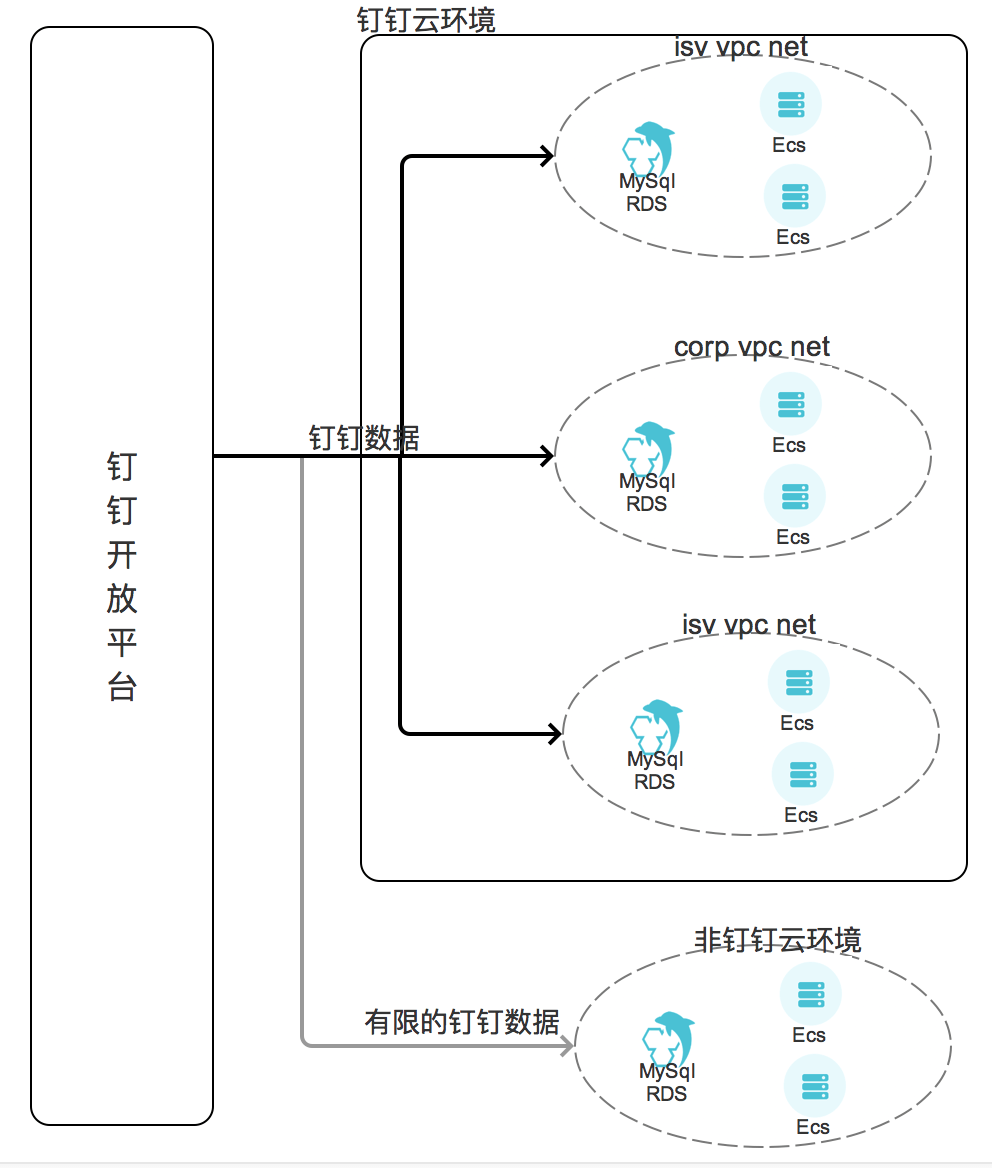 钉钉云环境
isv vpc net
Ecs
MySql
RDS
Ecs
corp vpc net
Ecs
钉钉数据
MySql
RDS
Ecs
钉
钉
开
放
平
台
isv vpc net
Ecs
MySql
RDS
Ecs
非钉钉云环境
有限的钉钉数据
Ecs
MySql
RDS
Ecs